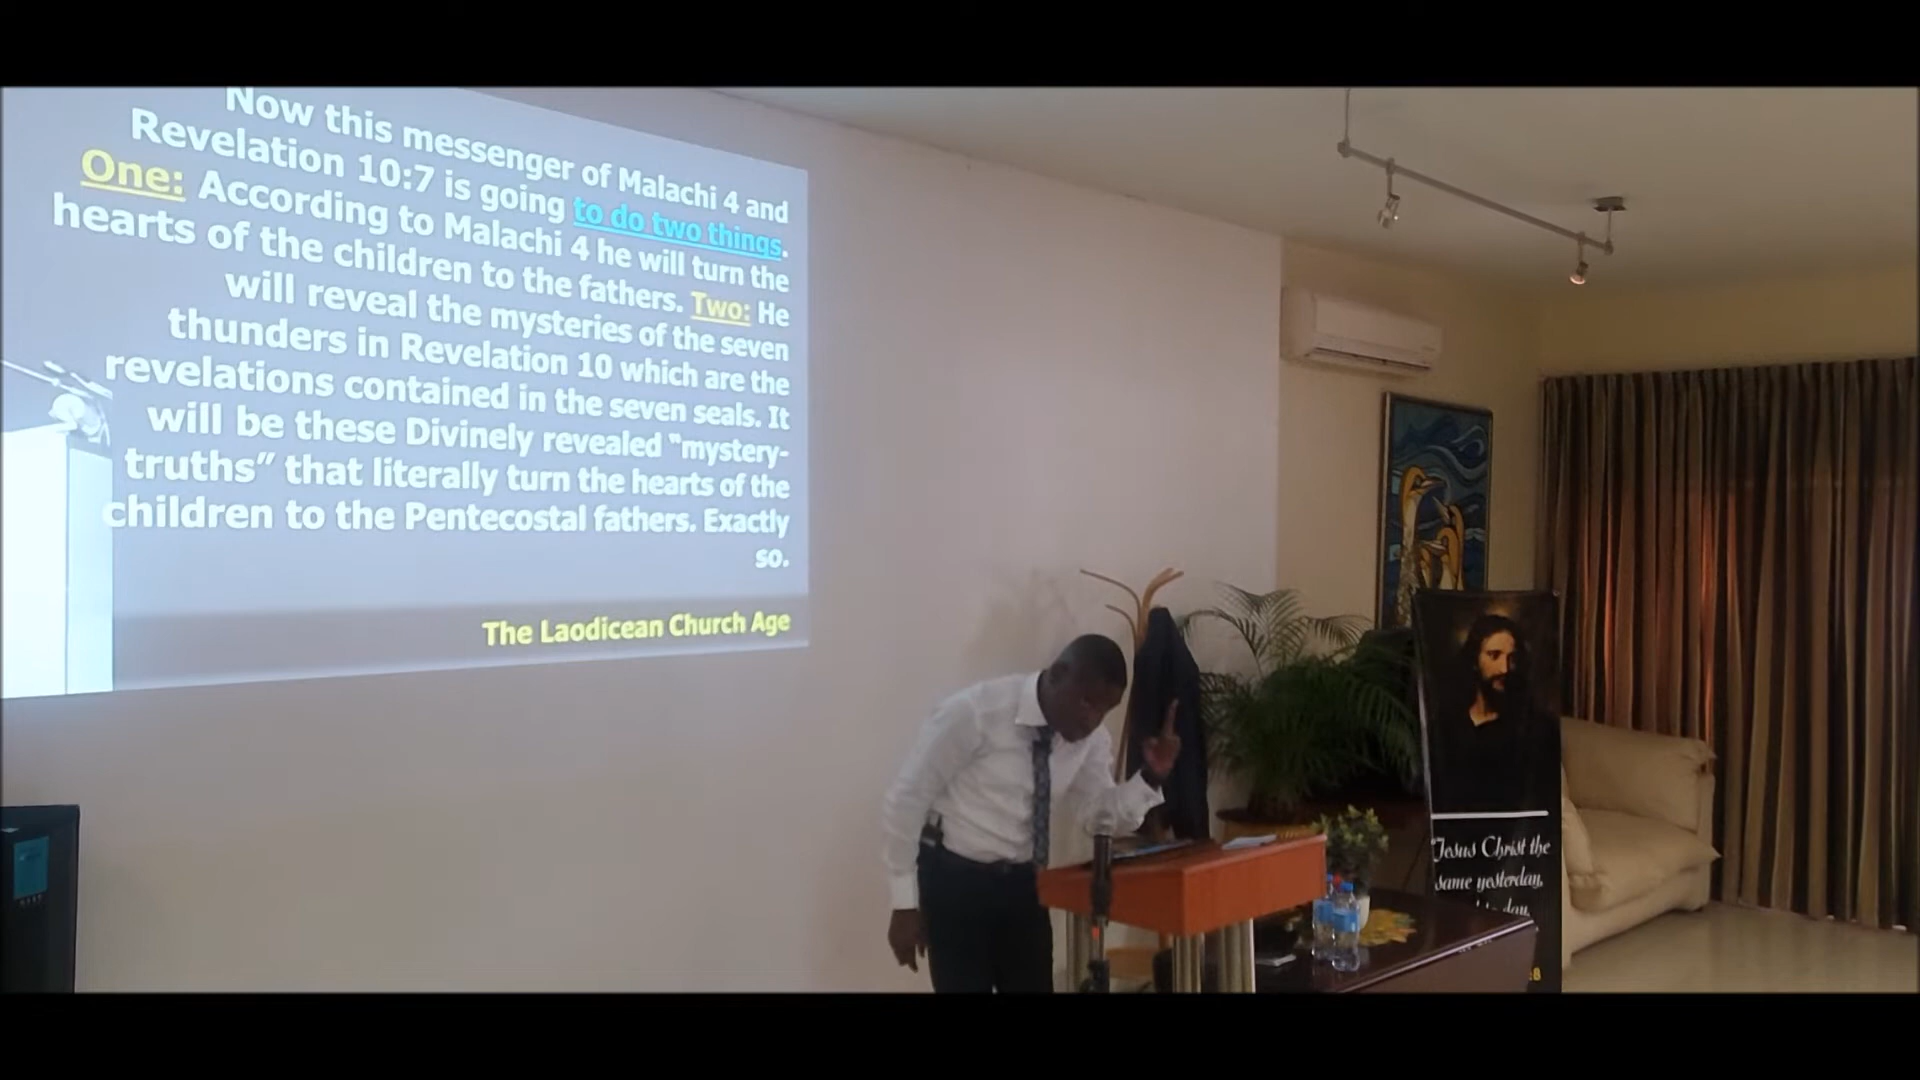 Now this messenger of Malachi 4 and
Revelation 10:7 is going to do two things.
One: According to Malachi 4 he will turn the
hearts of the children to the fathers. Two: He
will reveal the mysteries of the seven
thunders in Revelation 10 which are the
revelations contained in the seven seals. It
will be these Divinely revealed "mystery-
truths” that literally turn the hearts of the
children to the Pentecostal fathers. Exactly
so.
The Laodicean Church Age
"Jesus Christ the
same yesterday,
day,
:8